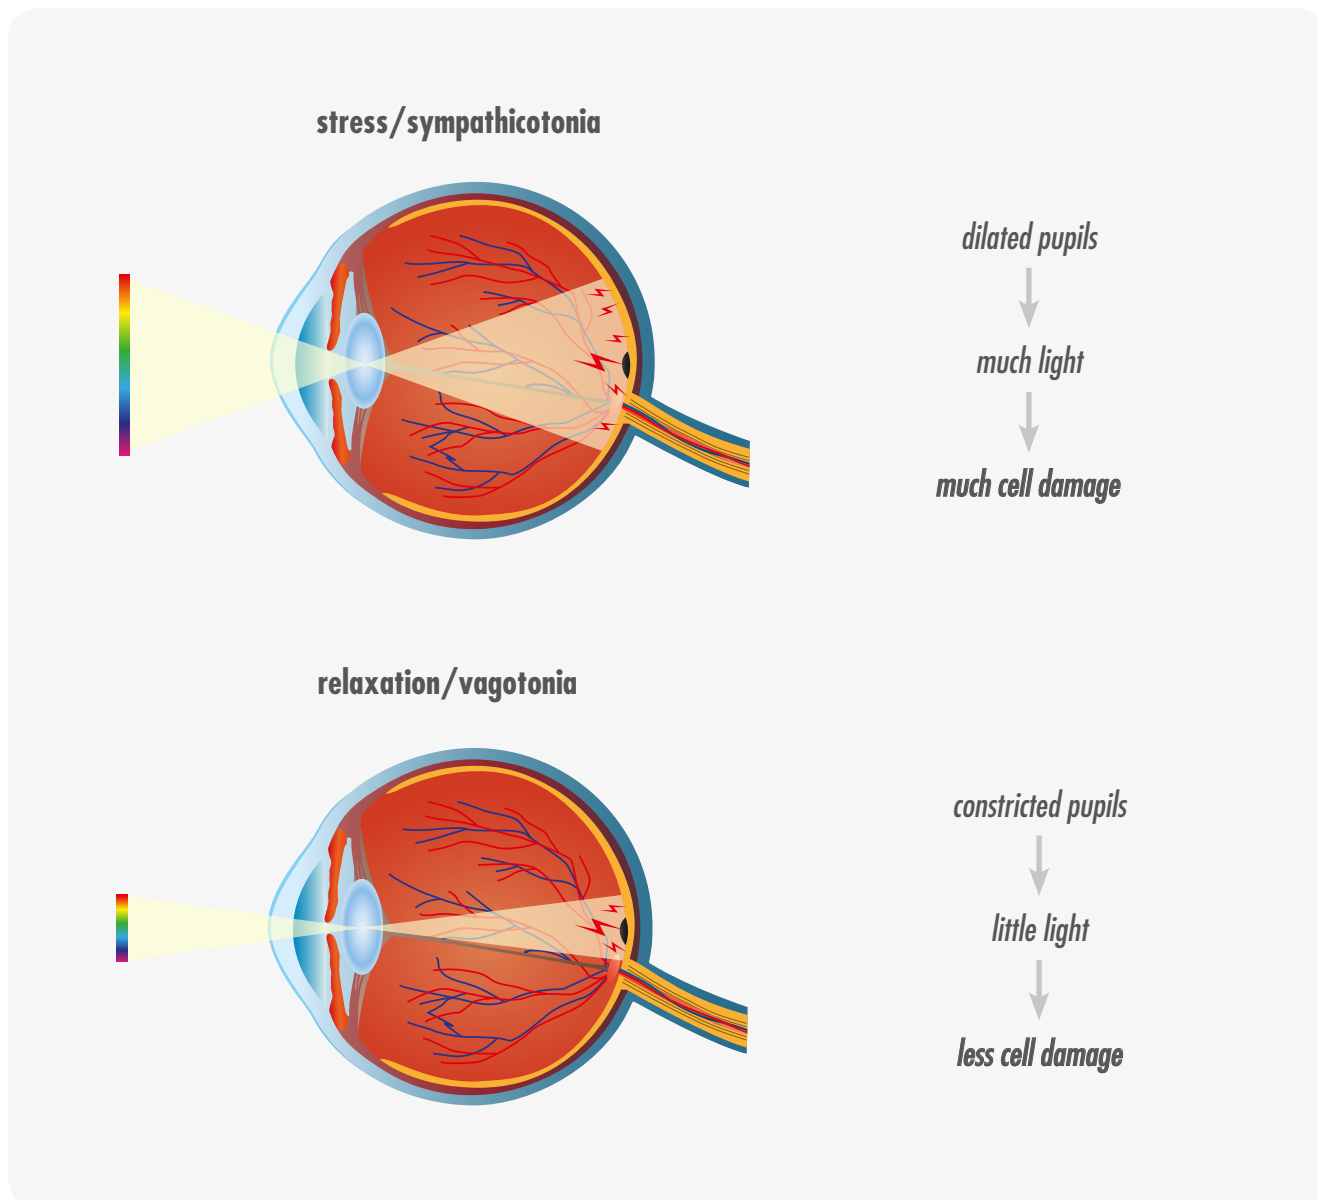 stress/sympathicotonia
dilated pupils
much light
much cell damage
relaxation/vagotonia
constricted pupils
little light
less cell damage